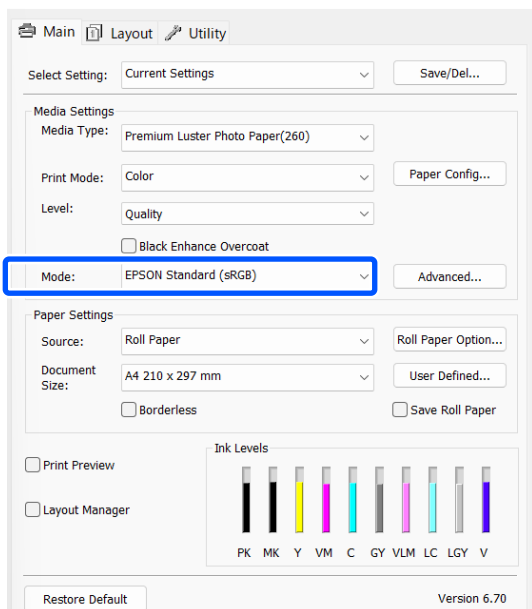 Main Layout Utility
Select Setting: Current Settings Save/Del...
Media Settings
Media Type: Premium Luster Photo Paper(260)
Print Mode: Color Paper Config...
Level: Quality
Black Enhance Overcoat
Mode: EPSON Standard (sRGB) Advanced...
Paper Settings
Source: Roll Paper Roll Paper Option...
Document
Size: A4 210 x 297 mm User Defined...
Borderless Save Roll Paper
Ink Levels
Print Preview
Layout Manager
PK MK Y VM C GY VLM LC LGY V
Restore Default Version 6.70